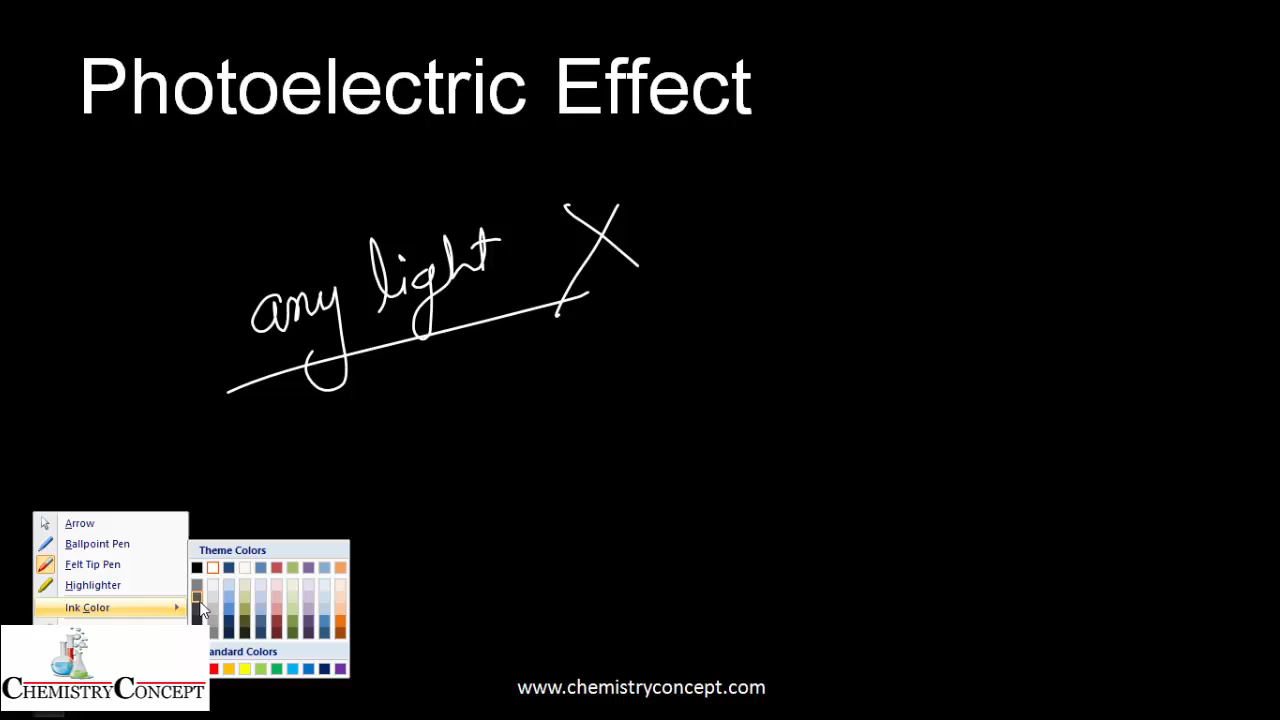 Photoelectric Effect
any light X
Arrow
Ballpoint Pen
Felt Tip Pen
Highlighter
Ink Color
Theme Colors
tandard Colors
CHEMISTRYCONCEPT
www.chemistryconcept.com